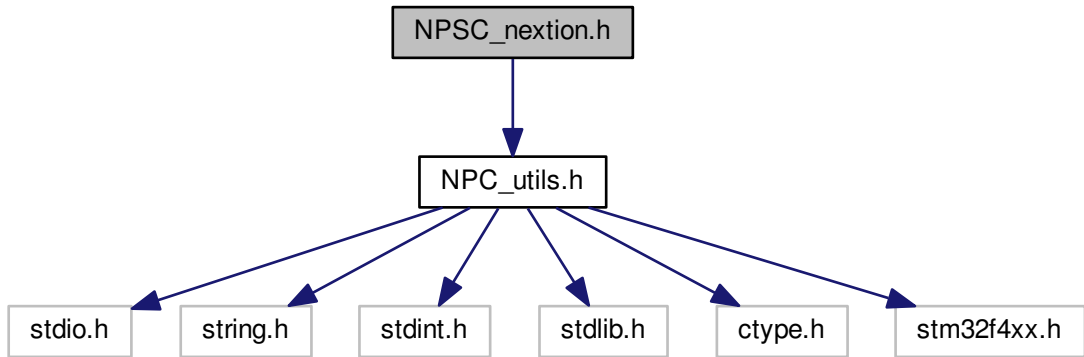 NPSC_nextion.h
NPC_utils.h
stdio.h
string.h
stdint.h
stdlib.h
ctype.h
stm32f4xx.h